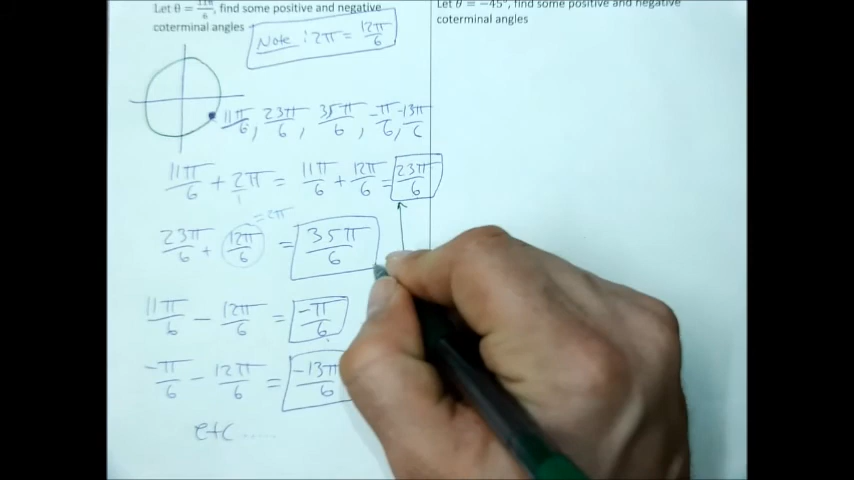 Let θ = 11π/6, find some positive and negative
coterminal angles
Note : 2π = 12π/6
11π/6, 23π/6, 35π/6, -π/6, -13π/6
11π/6 + 2π/1 = 11π/6 + 12π/6 = 23π/6
= 2π
23π/6 + 12π/6 = 35π/6
11π/6 - 12π/6 = -π/6
-π/6 - 12π/6 = -13π/6
etc.....
Let θ = -45°, find some positive and negative
coterminal angles